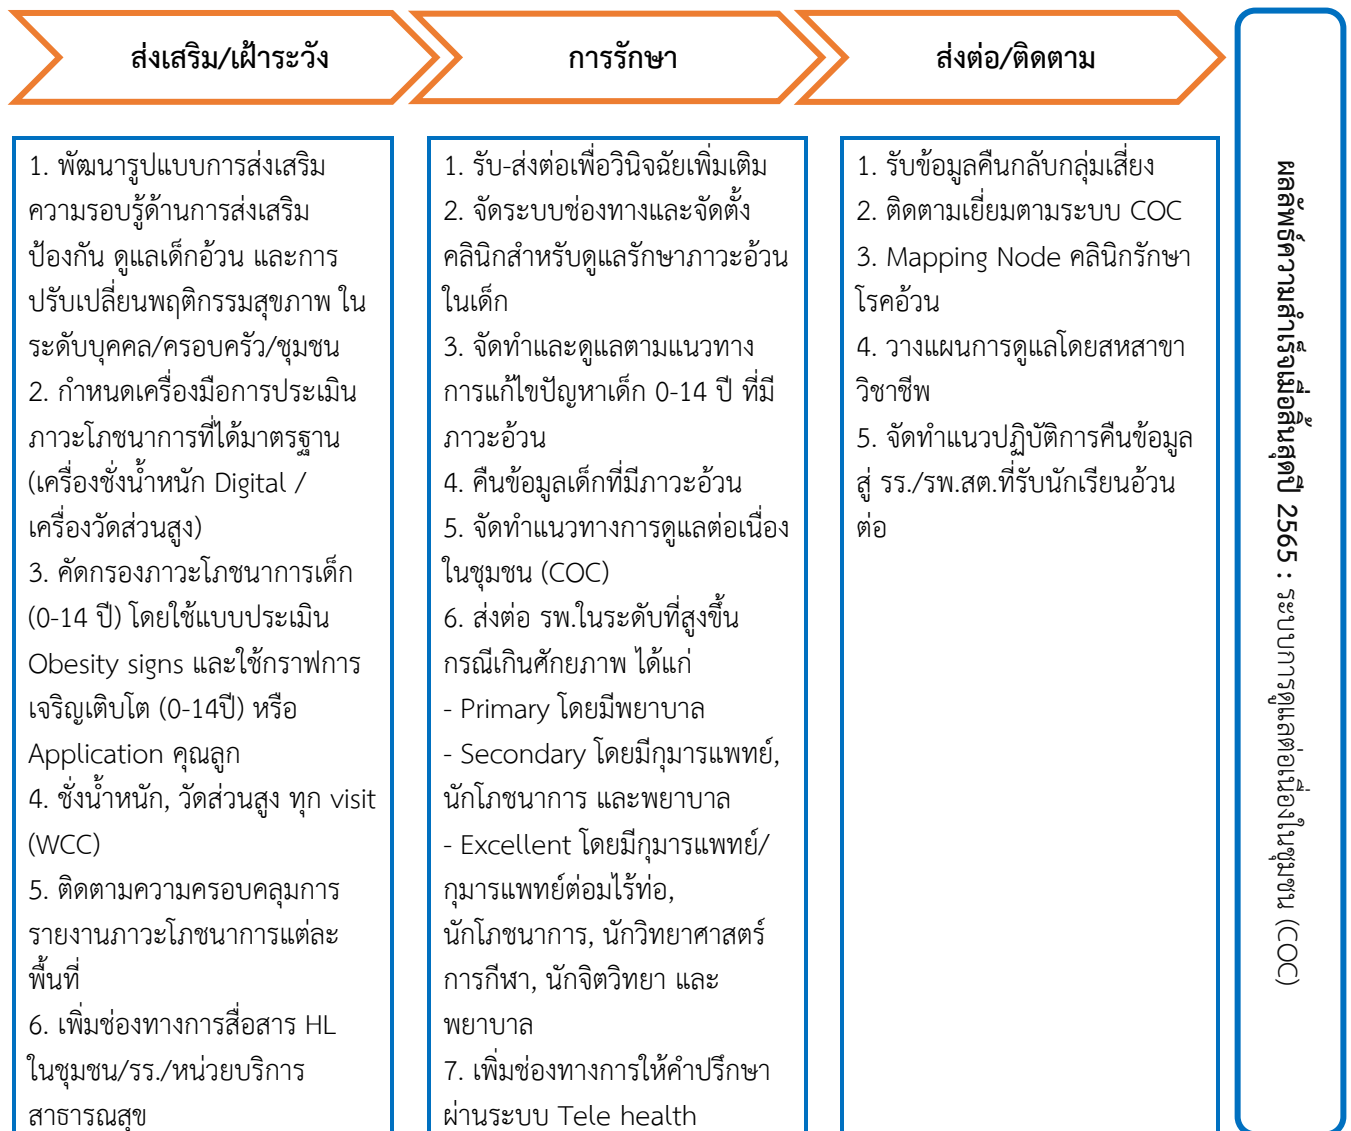 ส่งเสริม/เฝ้าระวัง
1. พัฒนารูปแบบการส่งเสริม
ความรอบรู้ด้านการส่งเสริม
ป้องกัน ดูแลเด็กอ้วน และการ
ปรับเปลี่ยนพฤติกรรมสุขภาพ ใน
ระดับบุคคล/ครอบครัว/ชุมชน
2. กำหนดเครื่องมือการประเมิน
ภาวะโภชนาการที่ได้มาตรฐาน
(เครื่องชั่งน้ำหนัก Digital /
เครื่องวัดส่วนสูง)
3. คัดกรองภาวะโภชนาการเด็ก
(0-14 ปี) โดยใช้แบบประเมิน
Obesity signs และใช้กราฟการ
เจริญเติบโต (0-14ปี) หรือ
Application คุณลูก
4. ชั่งน้ำหนัก, วัดส่วนสูง ทุก visit
(WCC)
5. ติดตามความครอบคลุมการ
รายงานภาวะโภชนาการแต่ละ
พื้นที่
6. เพิ่มช่องทางการสื่อสาร HL
ในชุมชน/รร./หน่วยบริการ
สาธารณสุข
การรักษา
1. รับ-ส่งต่อเพื่อวินิจฉัยเพิ่มเติม
2. จัดระบบช่องทางและจัดตั้ง
คลินิกสำหรับดูแลรักษาภาวะอ้วน
ในเด็ก
3. จัดทำและดูแลตามแนวทาง
การแก้ไขปัญหาเด็ก 0-14 ปี ที่มี
ภาวะอ้วน
4. คืนข้อมูลเด็กที่มีภาวะอ้วน
5. จัดทำแนวทางการดูแลต่อเนื่อง
ในชุมชน (COC)
6. ส่งต่อ รพ.ในระดับที่สูงขึ้น
กรณีเกินศักยภาพ ได้แก่
- Primary โดยมีพยาบาล
- Secondary โดยมีกุมารแพทย์,
นักโภชนาการ และพยาบาล
- Excellent โดยมีกุมารแพทย์/
กุมารแพทย์ต่อมไร้ท่อ,
นักโภชนาการ, นักวิทยาศาสตร์
การกีฬา, นักจิตวิทยา และ
พยาบาล
7. เพิ่มช่องทางการให้คำปรึกษา
ผ่านระบบ Tele health
ส่งต่อ/ติดตาม
1. รับข้อมูลคืนกลับกลุ่มเสี่ยง
2. ติดตามเยี่ยมตามระบบ COC
3. Mapping Node คลินิกรักษา
โรคอ้วน
4. วางแผนการดูแลโดยสหสาขา
วิชาชีพ
5. จัดทำแนวปฏิบัติการคืนข้อมูล
สู่ รร./รพ.สต.ที่รับนักเรียนอ้วน
ต่อ
ผลลัพธ์ความสำเร็จเมื่อสิ้นสุดปี 2565 : ระบบการดูแลต่อเนื่องในชุมชน (COC)